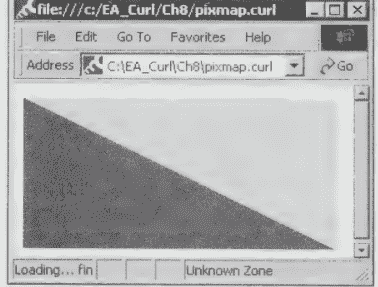 file:///c:/EA_Curl/Ch8/pixmap.curl
File Edit Go To Favorites Help
Address C:\EA_Curl\Ch8\pixmap.curl Go
Loading... fin Unknown Zone